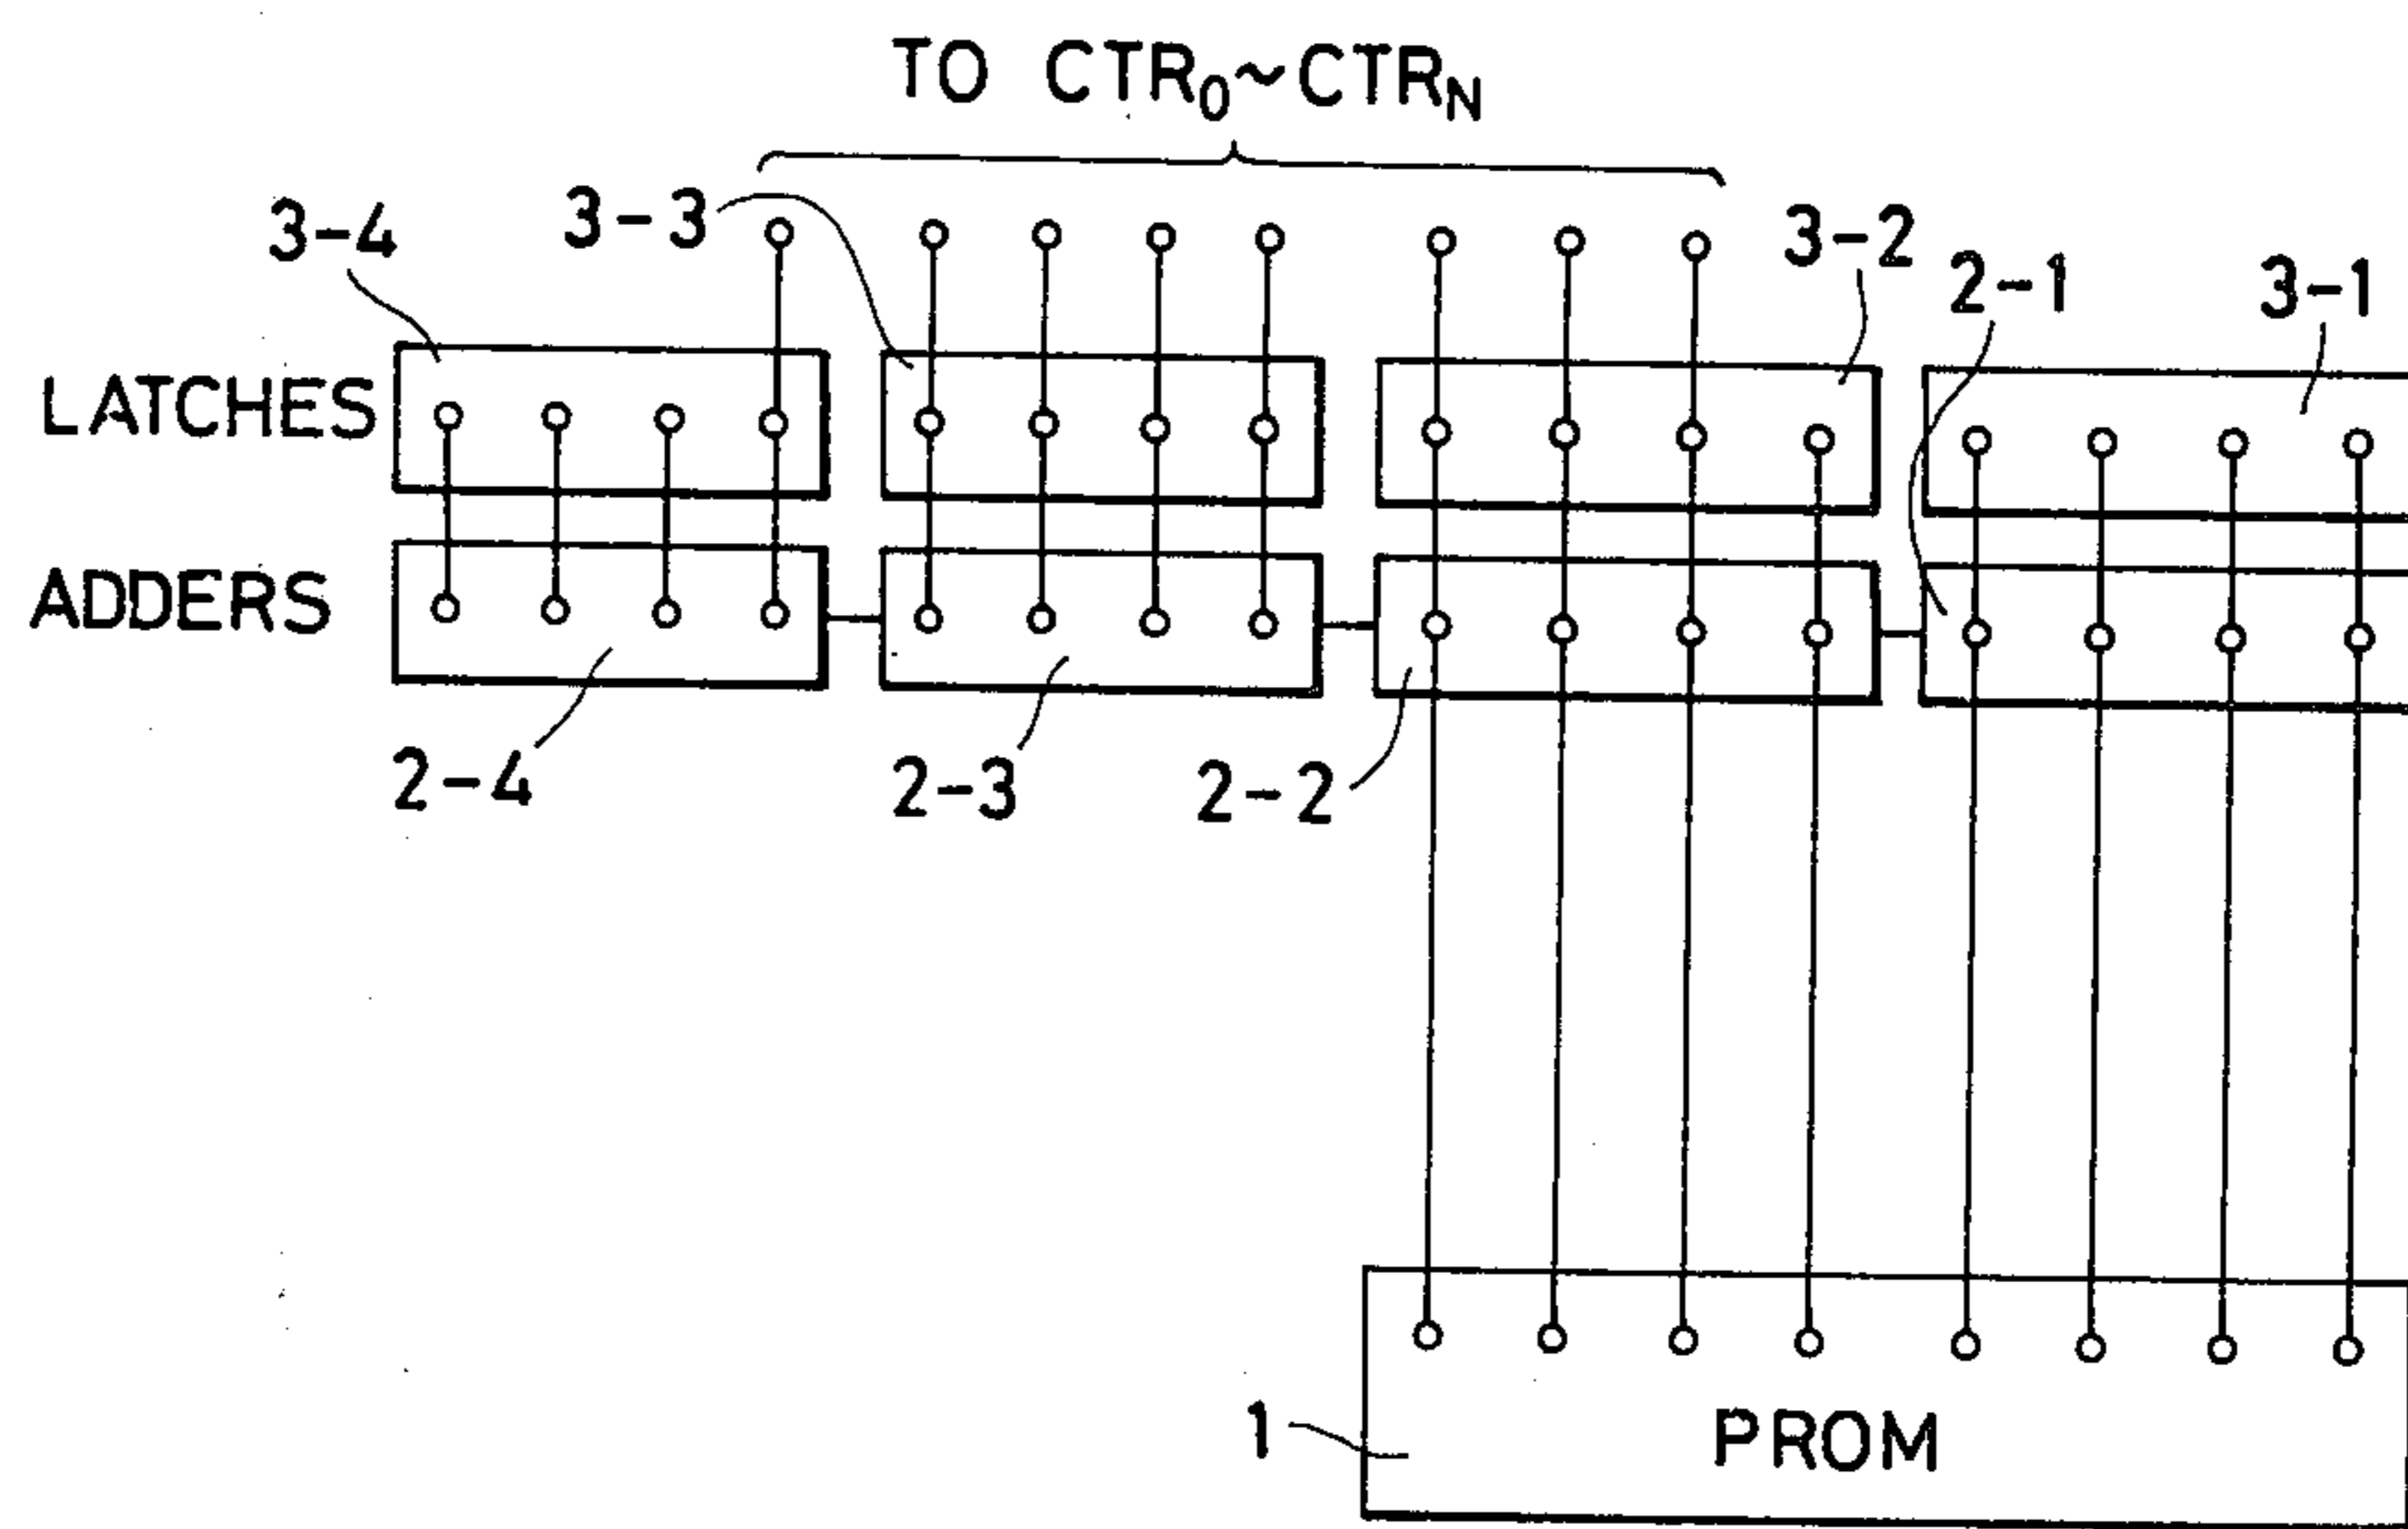 TO CTR₀~CTR_N
3-4 3-3 3-2 2-1 3-1
LATCHES
ADDERS
2-4 2-3 2-2
1 PROM